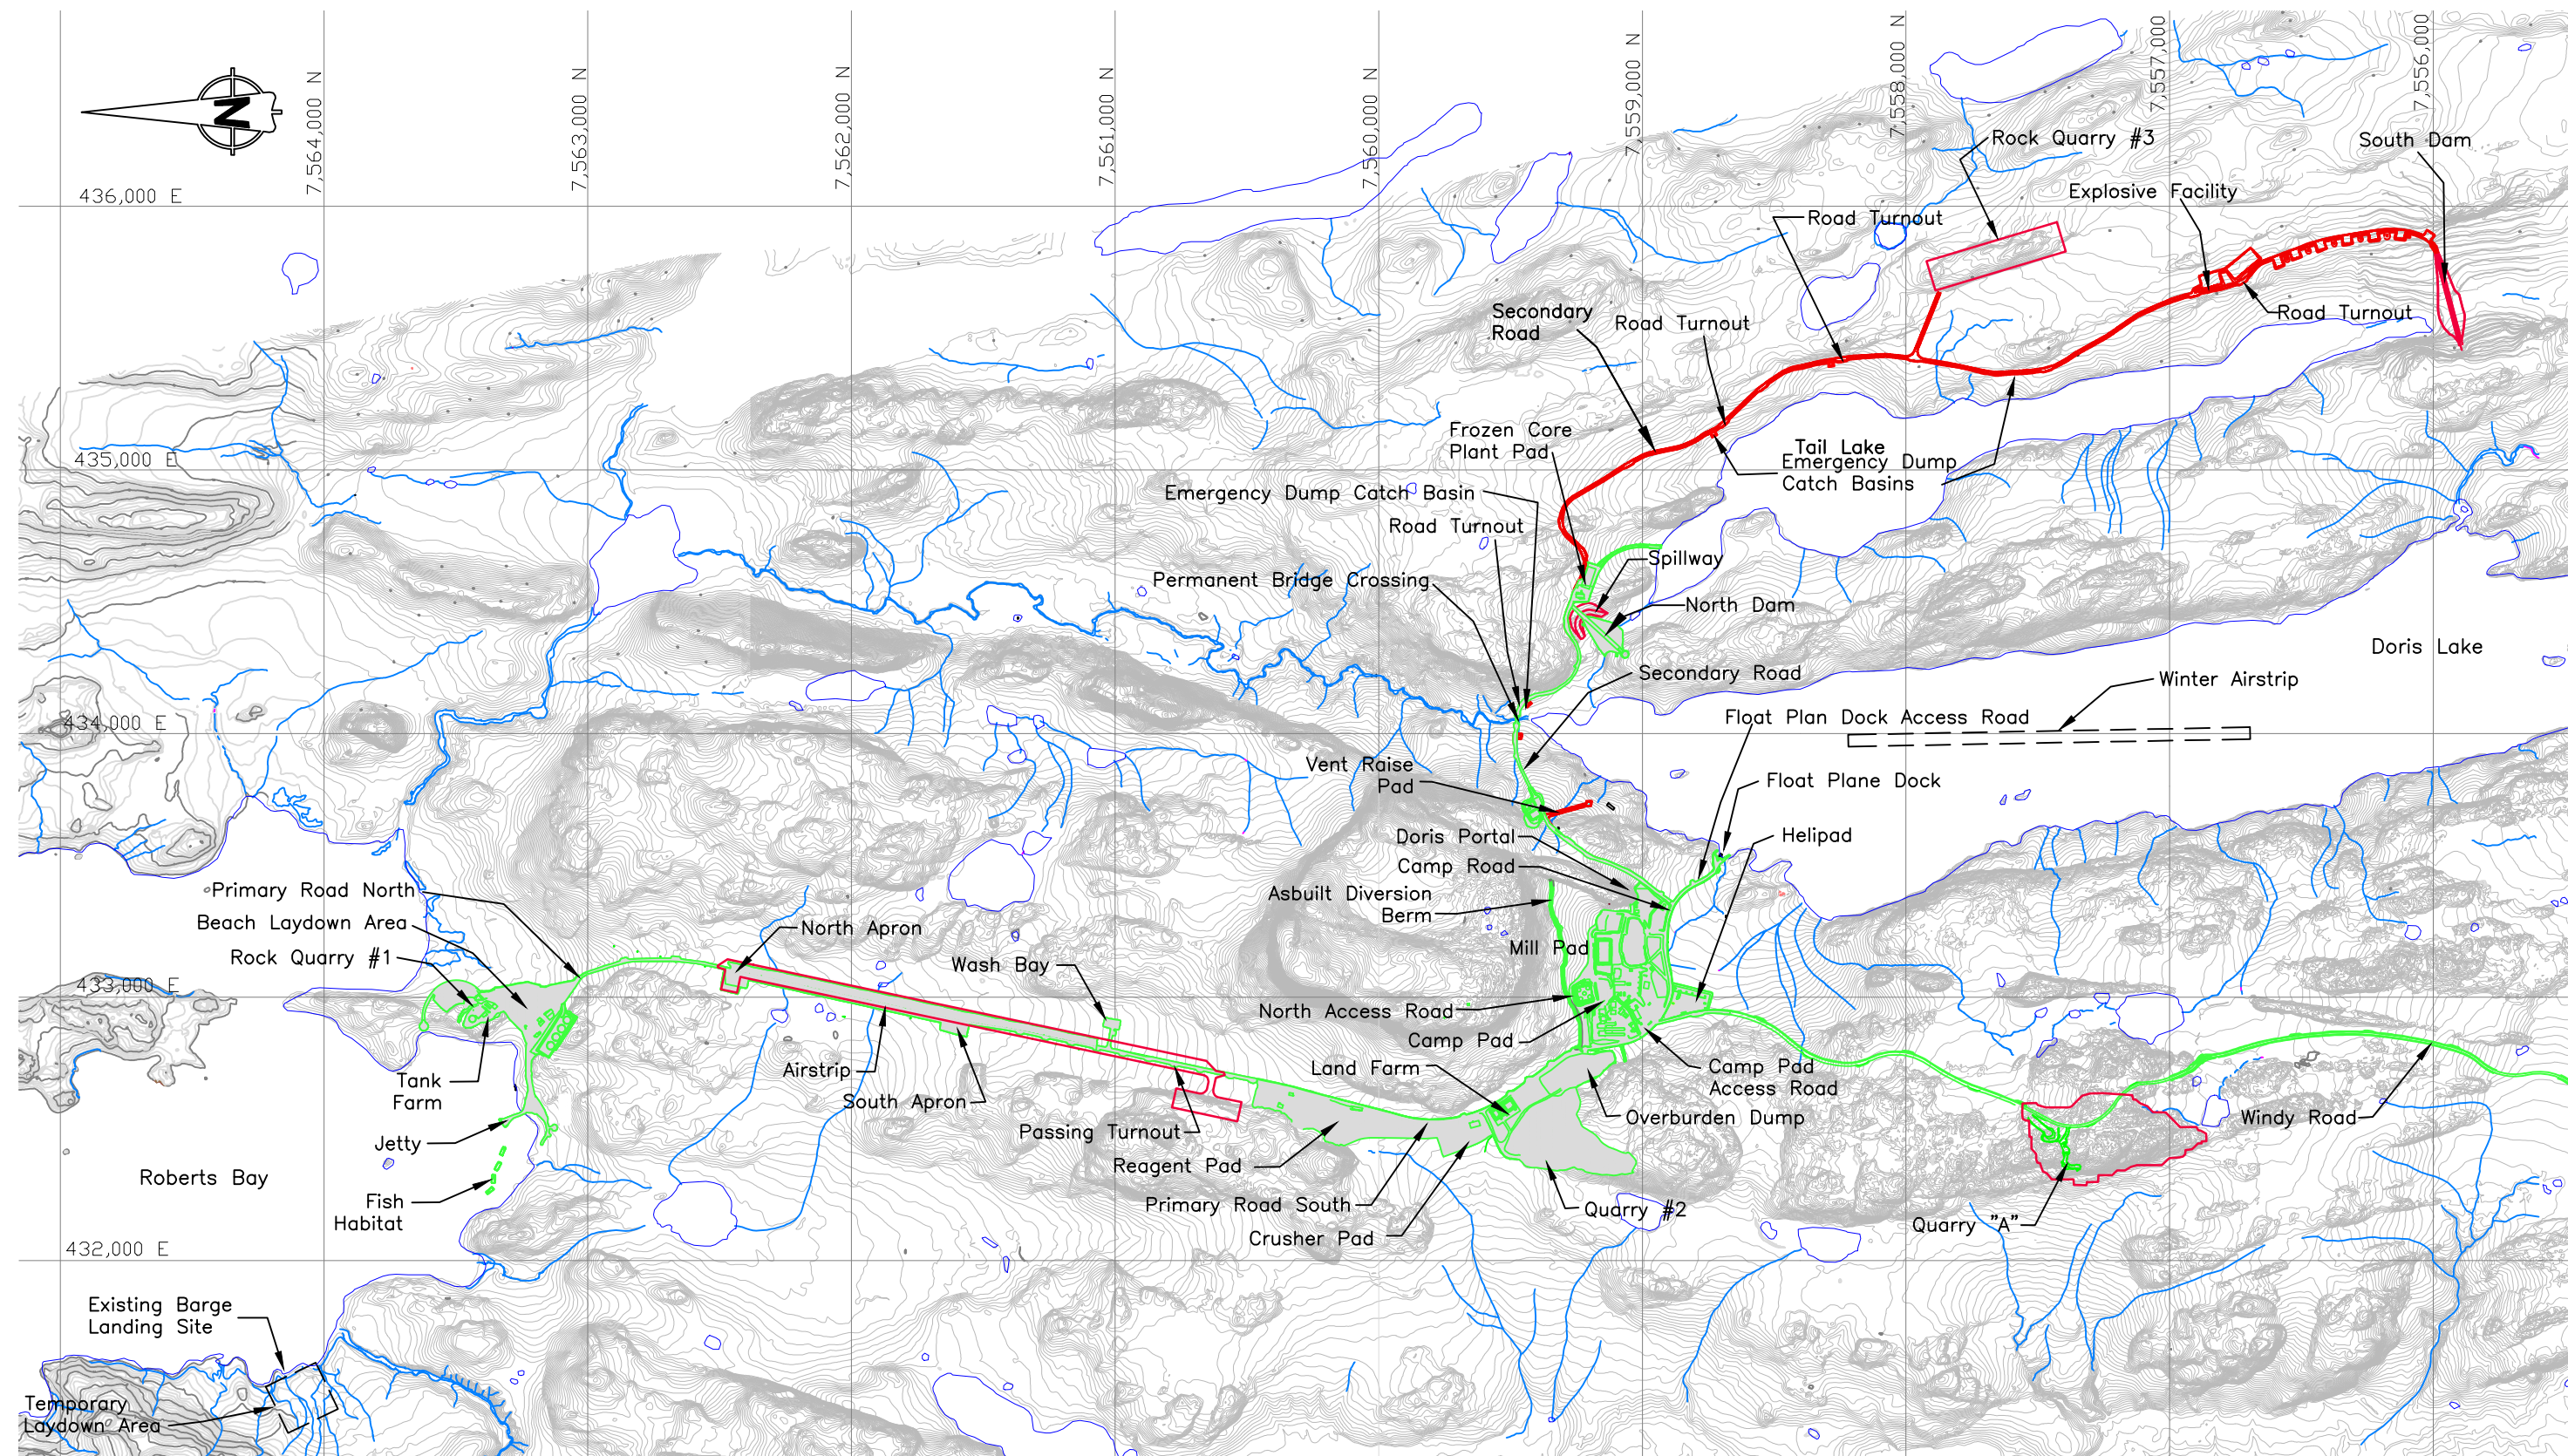 7,564,000 N
7,563,000 N
7,562,000 N
7,561,000 N
7,560,000 N
7,559,000 N
7,558,000 N
7,557,000 N
7,556,000 N
N
436,000 E
435,000 E
434,000 E
433,000 E
432,000 E
Rock Quarry #3
South Dam
Explosive Facility
Road Turnout
Secondary
Road
Road Turnout
Road Turnout
Frozen Core
Plant Pad
Tail Lake
Emergency Dump
Catch Basins
Emergency Dump Catch Basin
Road Turnout
Spillway
Permanent Bridge Crossing
North Dam
Doris Lake
Secondary Road
Winter Airstrip
Float Plan Dock Access Road
Vent Raise
Pad
Float Plane Dock
Doris Portal
Helipad
Camp Road
Asbuilt Diversion
Berm
Primary Road North
Beach Laydown Area
Rock Quarry #1
North Apron
Mill Pad
Wash Bay
North Access Road
Camp Pad
Airstrip
Land Farm
Camp Pad
Access Road
Tank
Farm
South Apron
Overburden Dump
Windy Road
Jetty
Passing Turnout
Reagent Pad
Roberts Bay
Fish
Habitat
Primary Road South
Quarry #2
Crusher Pad
Quarry "A"
Existing Barge
Landing Site
Temporary
Laydown Area